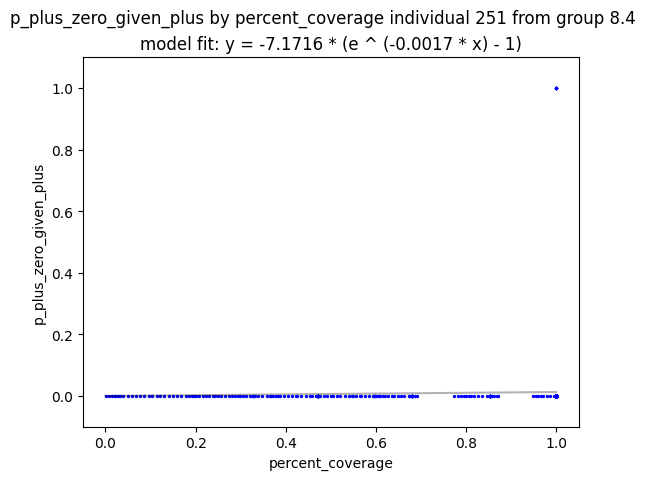 p_plus_zero_given_plus by percent_coverage individual 251 from group 8.4
model fit: y = -7.1716 * (e ^ (-0.0017 * x) - 1)
1.0
0.8
0.6
0.4
0.2
0.0
p_plus_zero_given_plus
0.0 0.2 0.4 0.6 0.8 1.0
percent_coverage